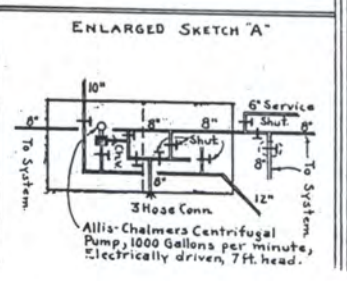 ENLARGED SKETCH "A"
10"
6" Service
8"
8"
8"
Shut.
8"
Shut.
Chk.
8"
To System.
To System.
12"
3 Hose Conn.
Allis-Chalmers Centrifugal
Pump, 1000 Gallons per minute,
Electrically driven, 7 ft. head.